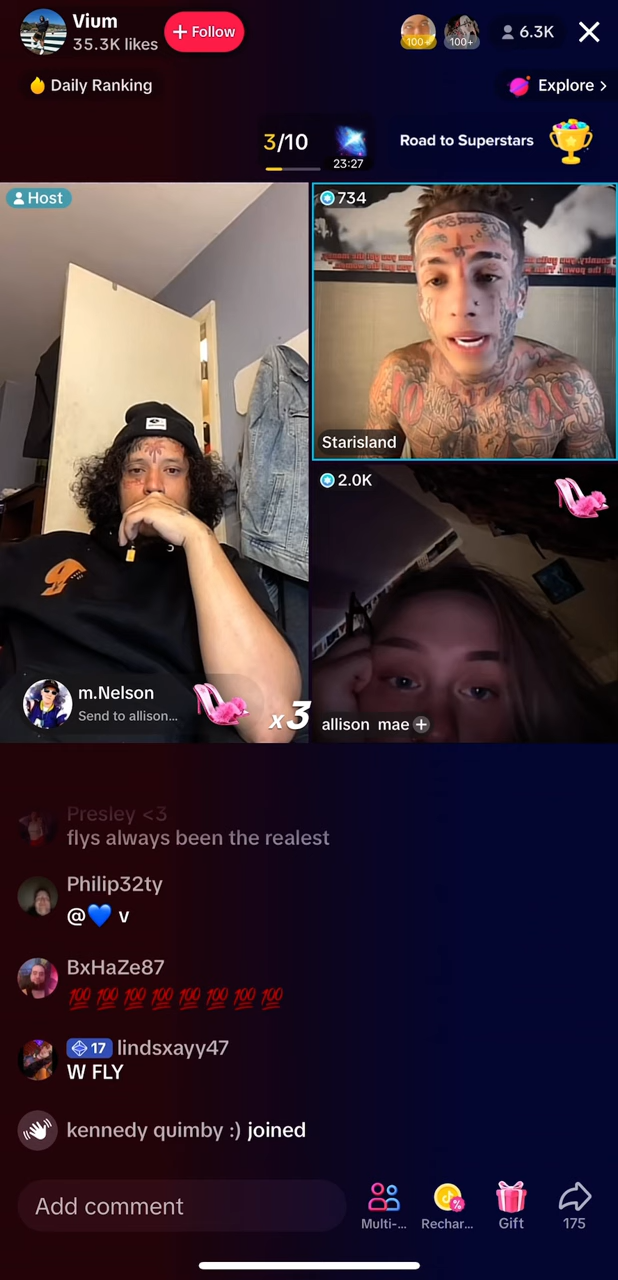 Vium
35.3K likes
+ Follow
100+
100+
6.3K
Daily Ranking
Explore >
3/10
23:27
Road to Superstars
Host
734
Starisland
2.0K
9
m.Nelson
Send to allison...
x3
allison mae
Presley <3
flys always been the realest
Philip32ty
@💙 v
BxHaZe87
💯💯💯💯💯💯💯💯
17 lindsxayy47
W FLY
kennedy quimby :) joined
Add comment
Multi-...
Rechar...
Gift
175